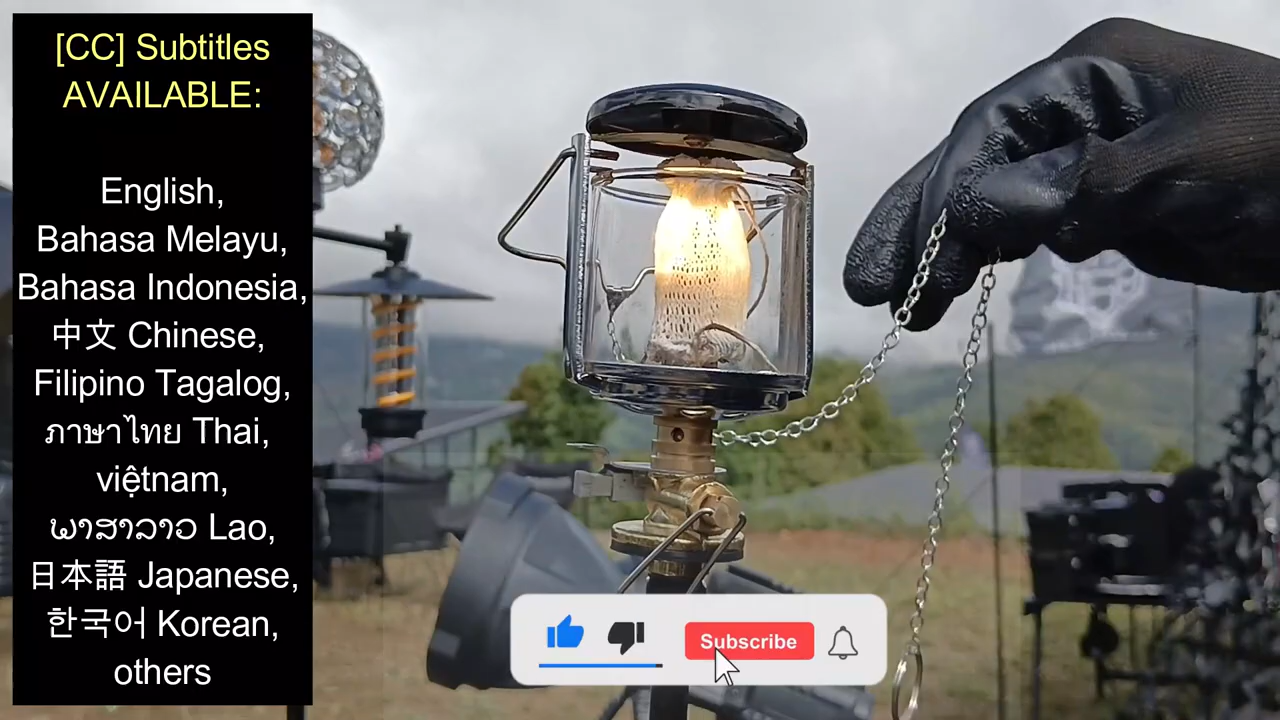 [CC] Subtitles
AVAILABLE:
English,
Bahasa Melayu,
Bahasa Indonesia,
中文 Chinese,
Filipino Tagalog,
ภาษาไทย Thai,
việtnam,
ພາສາລາວ Lao,
日本語 Japanese,
한국어 Korean,
others
Subscribe